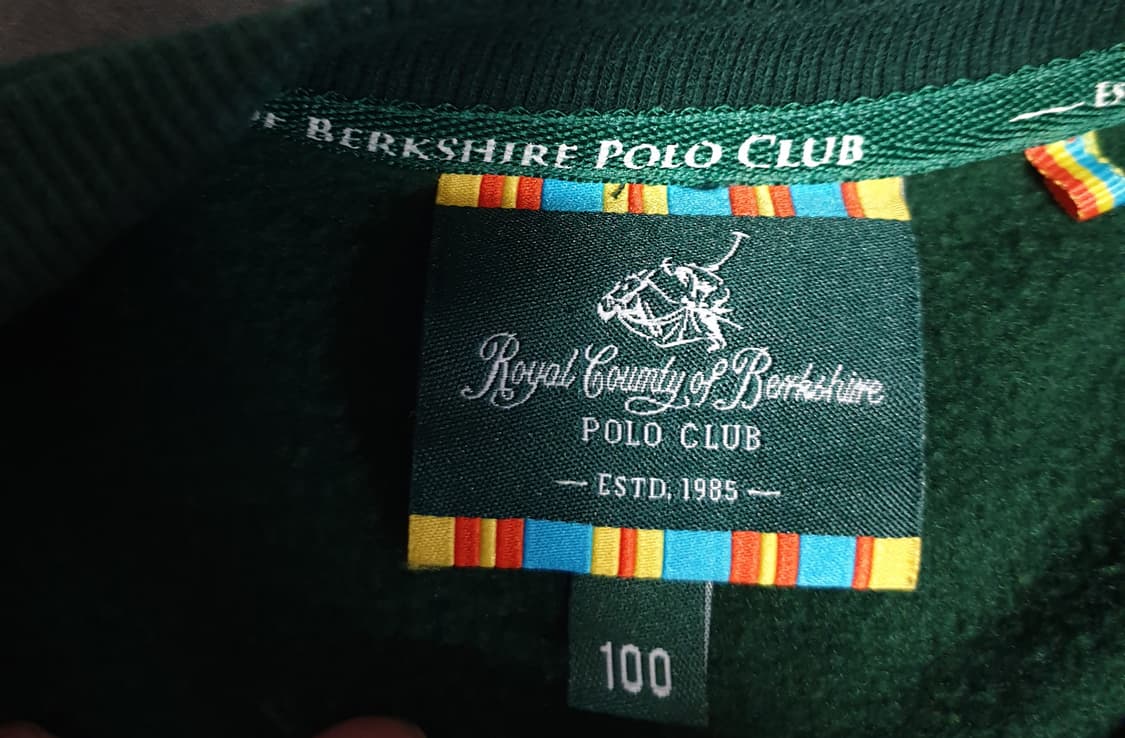 BERKSHIRE POLO CLUB
Royal County of Berkshire
POLO CLUB
— ESTD. 1985 —
100